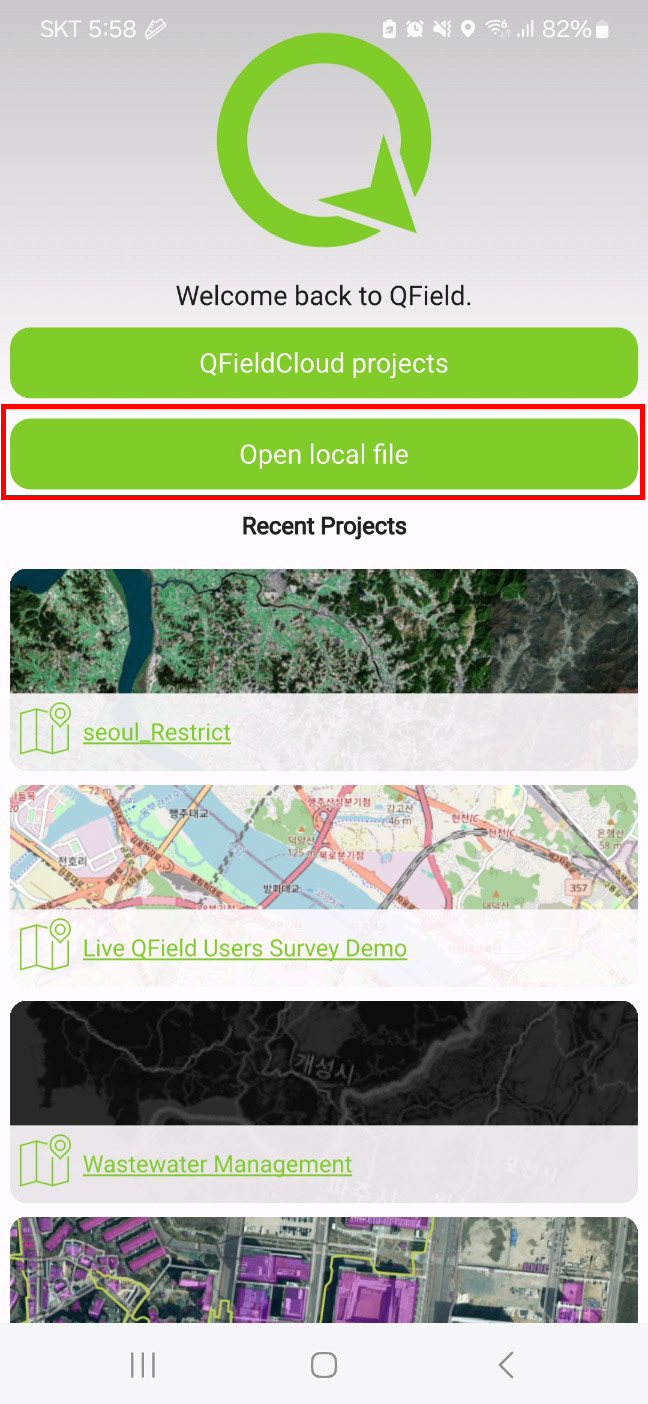 SKT 5:58
82%
Welcome back to QField.
QFieldCloud projects
Open local file
Recent Projects
seoul_Restrict
72 m
행주대교
행주산성분기점
강고산
46 m
현천IC
현천IC
은행산
58 m
덕양산
125 m
북로분기점
전호리
방화대교
357
대덕산
Live QField Users Survey Demo
개성시
Wastewater Management
파주시